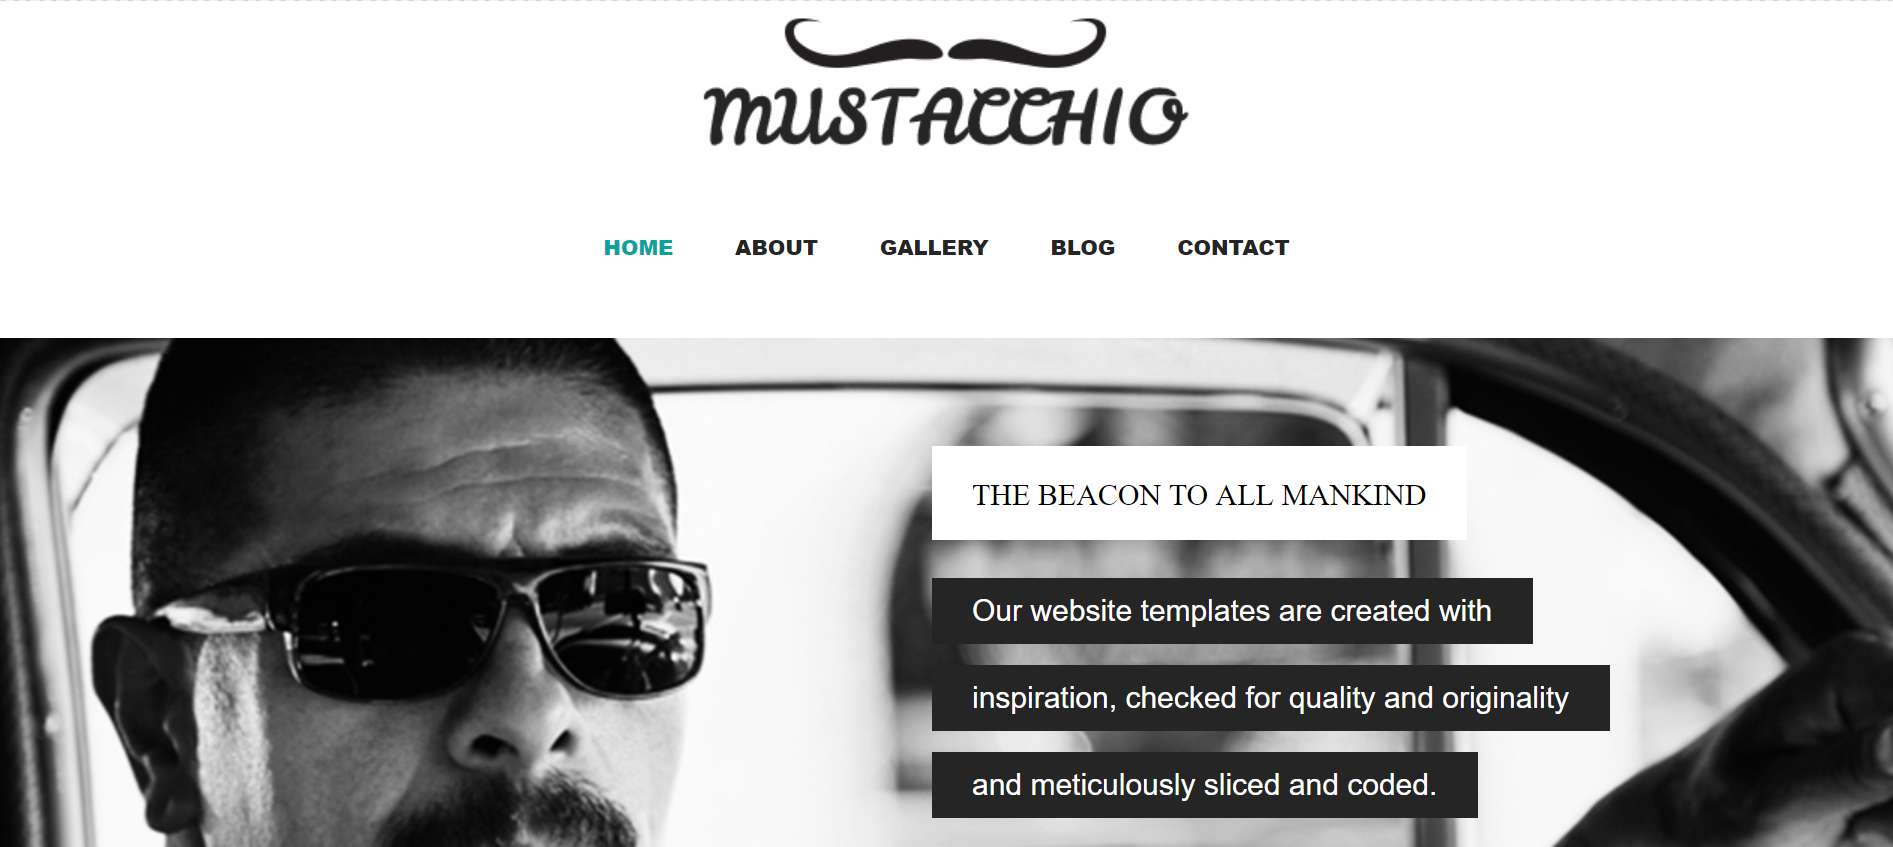 MUSTACCHIO
HOME ABOUT GALLERY BLOG CONTACT
THE BEACON TO ALL MANKIND
Our website templates are created with
inspiration, checked for quality and originality
and meticulously sliced and coded.